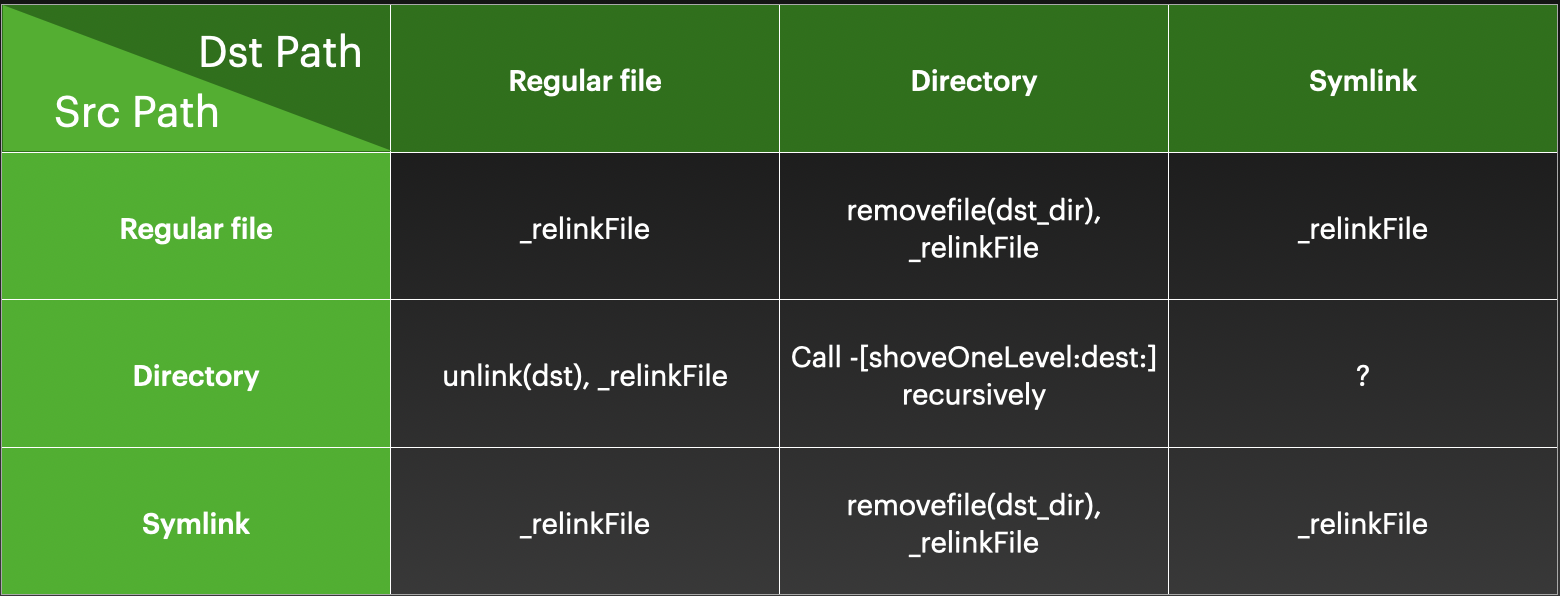 Dst Path
Src Path
Regular file
Directory
Symlink
Regular file
_relinkFile
removefile(dst_dir),
_relinkFile
_relinkFile
Directory
unlink(dst), _relinkFile
Call -[shoveOneLevel:dest:]
recursively
?
Symlink
_relinkFile
removefile(dst_dir),
_relinkFile
_relinkFile